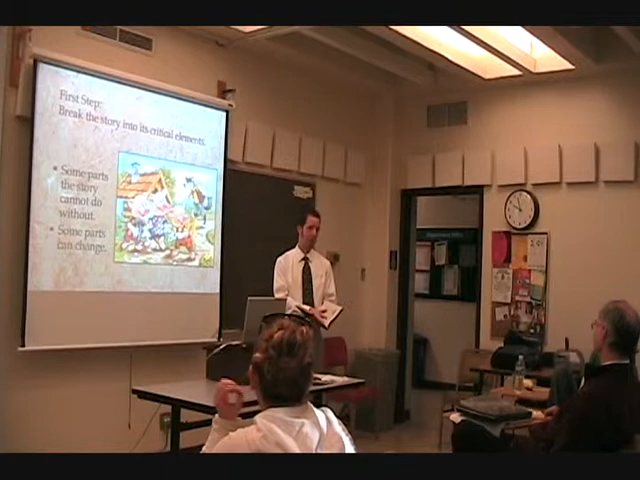 First Step:
Break the story into its critical elements.
• Some parts
the story
cannot do
without.
• Some parts
can change.